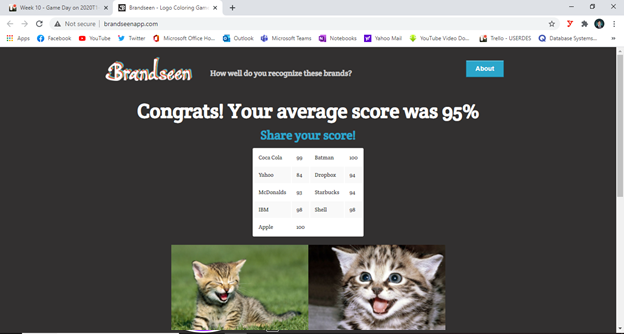 Week 10 - Game Day on 2020T1
Brandseen - Logo Coloring Gam
Not secure | brandseenapp.com
Apps Facebook YouTube Twitter Microsoft Office Ho... Outlook Microsoft Teams Notebooks Yahoo Mail YouTube Video Do... Trello - USERDES Database Systems...
Brandseen How well do you recognize these brands? About
Congrats! Your average score was 95%
Share your score!
Coca Cola 99 Batman 100
Yahoo 84 Dropbox 94
McDonalds 93 Starbucks 94
IBM 98 Shell 98
Apple 100